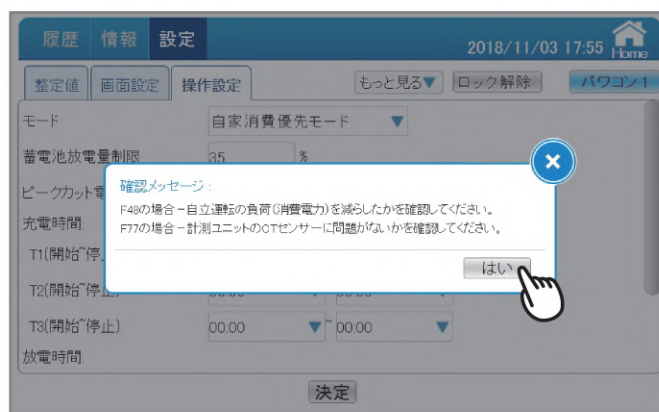 履歴 情報 設定
2018/11/03 17:55 Home
整定値 画面設定 操作設定 もっと見る▼ ロック解除 パワコン1
モード 自家消費優先モード ▼
蓄電池放電量制限 35 %
ピークカット電
確認メッセージ :
F49の場合-自立運転の負荷(消費電力)を減らしたかを確認してください。
F77の場合-計測ユニットのCTセンサーに問題がないかを確認してください。
はい
充電時間
T1(開始~停
T2(開始~停止) 00:00 ▼ ~ 00:00 ▼
T3(開始~停止) 00:00 ▼ ~ 00:00 ▼
放電時間
決定